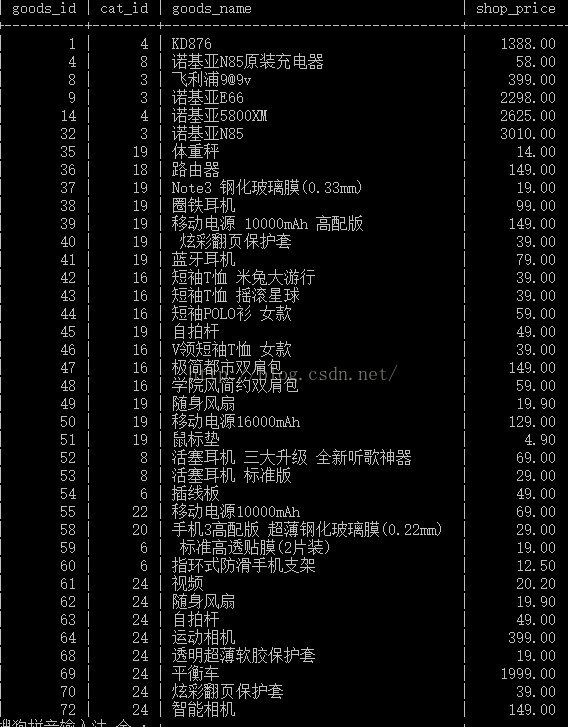 goods_id | cat_id | goods_name | shop_price
1 | 4 | KD876 | 1388.00
4 | 8 | 诺基亚N85原装充电器 | 58.00
8 | 3 | 飞利浦9@9v | 399.00
9 | 3 | 诺基亚E66 | 2298.00
14 | 4 | 诺基亚5800XM | 2625.00
32 | 3 | 诺基亚N85 | 3010.00
35 | 19 | 体重秤 | 14.00
36 | 18 | 路由器 | 149.00
37 | 19 | Note3 钢化玻璃膜(0.33mm) | 19.00
38 | 19 | 圈铁耳机 | 99.00
39 | 19 | 移动电源 10000mAh 高配版 | 149.00
40 | 19 | 炫彩翻页保护套 | 39.00
41 | 19 | 蓝牙耳机 | 79.00
42 | 16 | 短袖T恤 米兔大游行 | 39.00
43 | 16 | 短袖T恤 摇滚星球 | 39.00
44 | 16 | 短袖POLO衫 女款 | 59.00
45 | 19 | 自拍杆 | 49.00
46 | 16 | V领短袖T恤 女款 | 39.00
47 | 16 | 极简都市双肩包 | 149.00
http://blog.csdn.net/
48 | 16 | 学院风简约双肩包 | 59.00
49 | 19 | 随身风扇 | 19.90
50 | 19 | 移动电源16000mAh | 129.00
51 | 19 | 鼠标垫 | 4.90
52 | 8 | 活塞耳机 三大升级 全新听歌神器 | 69.00
53 | 8 | 活塞耳机 标准版 | 29.00
54 | 6 | 插线板 | 49.00
55 | 22 | 移动电源10000mAh | 69.00
58 | 20 | 手机3高配版 超薄钢化玻璃膜(0.22mm) | 29.00
59 | 6 | 标准高透贴膜(2片装) | 19.00
60 | 6 | 指环式防滑手机支架 | 12.50
61 | 24 | 视频 | 20.20
62 | 24 | 随身风扇 | 19.90
63 | 24 | 自拍杆 | 49.00
64 | 24 | 运动相机 | 399.00
68 | 24 | 透明超薄软胶保护套 | 19.00
69 | 24 | 平衡车 | 1999.00
70 | 24 | 炫彩翻页保护套 | 39.00
72 | 24 | 智能相机 | 149.00